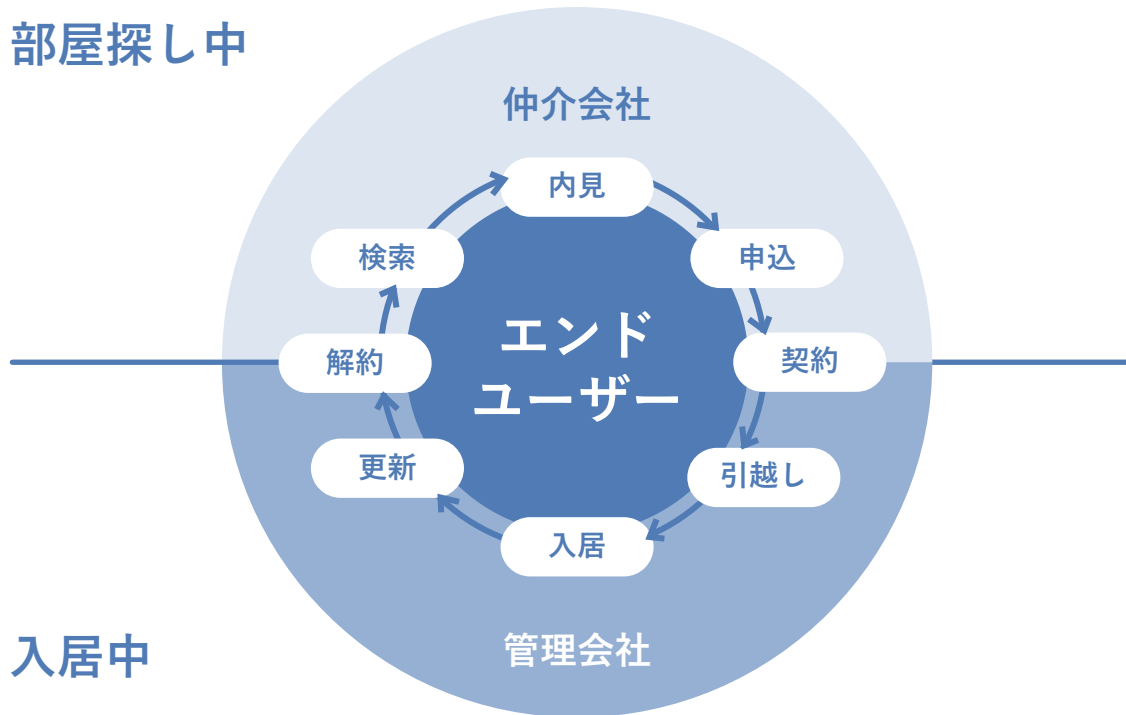 部屋探し中
仲介会社
内見
検索
申込
エンド
ユーザー
解約
契約
更新
引越し
入居
管理会社
入居中